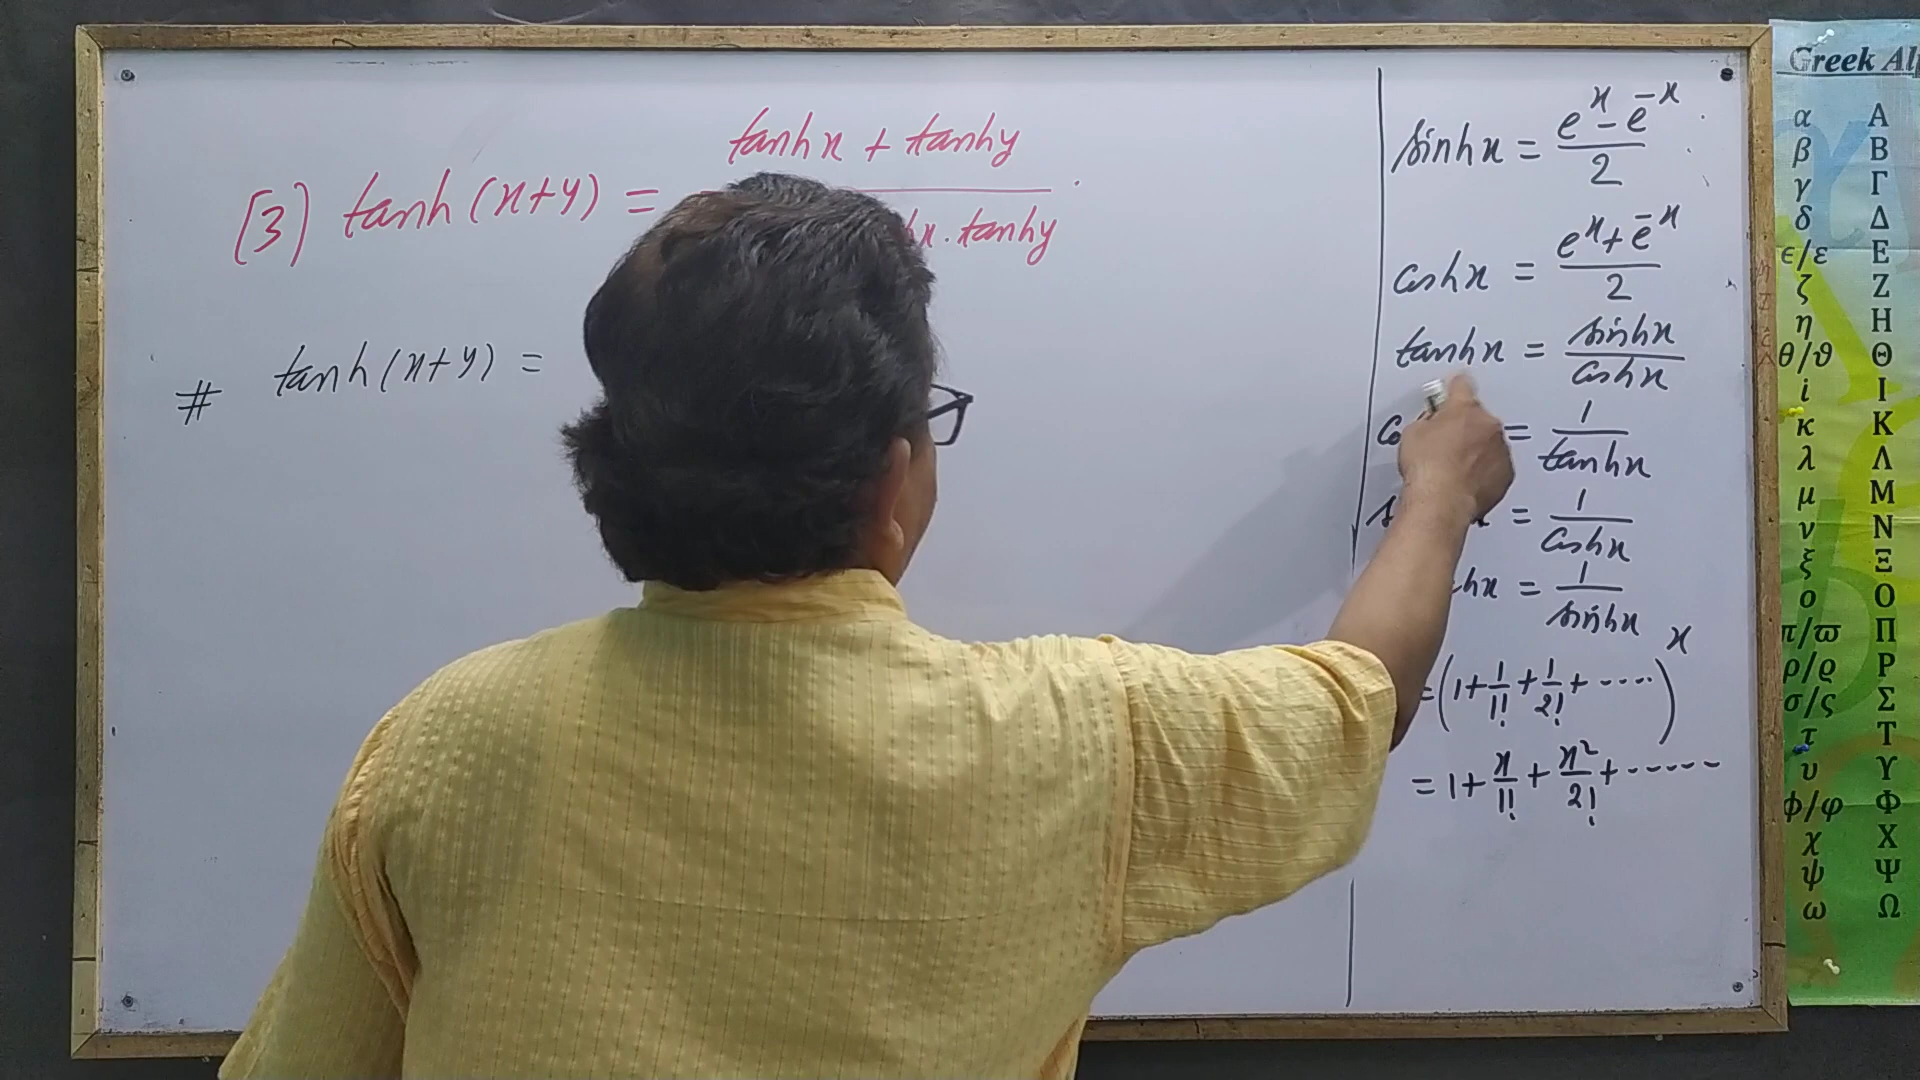 (3) tanh(x+y) = tanhx + tanhy / hx . tanhy
# tanh(x+y) =
sinhx = e^x - e^-x / 2
coshx = e^x + e^-x / 2
tanhx = sinhx / coshx
= 1 / tanhx
= 1 / coshx
hx = 1 / sinhx
= (1 + 1/1! + 1/2! + ....)^x
= 1 + x/1! + x²/2! + ......
Greek Al
α Α
β Β
γ Γ
δ Δ
ϵ/ε Ε
ζ Ζ
η Η
θ/ϑ Θ
i Ι
κ Κ
λ Λ
μ Μ
ν Ν
ξ Ξ
ο Ο
π/ϖ Π
ρ/ϱ Ρ
σ/ς Σ
τ Τ
υ Υ
ϕ/φ Φ
χ Χ
ψ Ψ
ω Ω